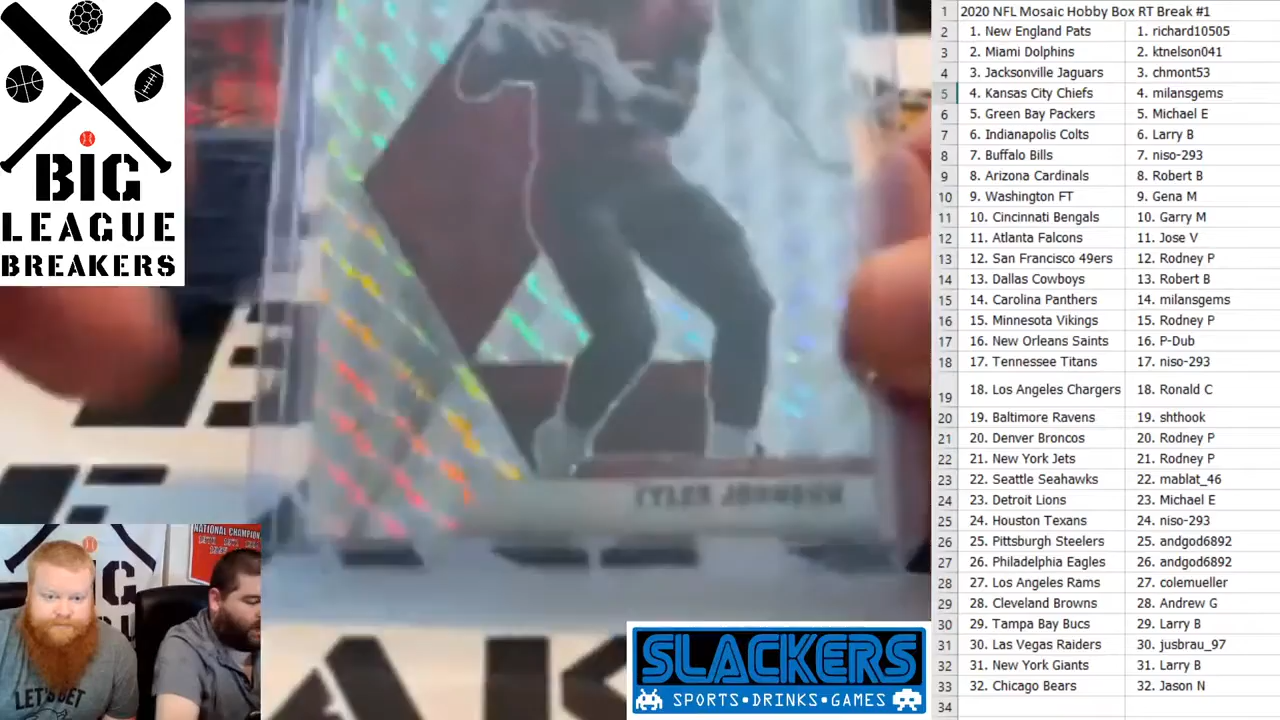 BIG
LEAGUE
BREAKERS
TYLER JOHNSON
NATIONAL CHAMPION
LET'S GET
SLACKERS
SPORTS•DRINKS•GAMES
1 2020 NFL Mosaic Hobby Box RT Break #1
2 1. New England Pats 1. richard10505
3 2. Miami Dolphins 2. ktnelson041
4 3. Jacksonville Jaguars 3. chmont53
5 4. Kansas City Chiefs 4. milansgems
6 5. Green Bay Packers 5. Michael E
7 6. Indianapolis Colts 6. Larry B
8 7. Buffalo Bills 7. niso-293
9 8. Arizona Cardinals 8. Robert B
10 9. Washington FT 9. Gena M
11 10. Cincinnati Bengals 10. Garry M
12 11. Atlanta Falcons 11. Jose V
13 12. San Francisco 49ers 12. Rodney P
14 13. Dallas Cowboys 13. Robert B
15 14. Carolina Panthers 14. milansgems
16 15. Minnesota Vikings 15. Rodney P
17 16. New Orleans Saints 16. P-Dub
18 17. Tennessee Titans 17. niso-293
19 18. Los Angeles Chargers 18. Ronald C
20 19. Baltimore Ravens 19. shthook
21 20. Denver Broncos 20. Rodney P
22 21. New York Jets 21. Rodney P
23 22. Seattle Seahawks 22. mablat_46
24 23. Detroit Lions 23. Michael E
25 24. Houston Texans 24. niso-293
26 25. Pittsburgh Steelers 25. andgod6892
27 26. Philadelphia Eagles 26. andgod6892
28 27. Los Angeles Rams 27. colemueller
29 28. Cleveland Browns 28. Andrew G
30 29. Tampa Bay Bucs 29. Larry B
31 30. Las Vegas Raiders 30. jusbrau_97
32 31. New York Giants 31. Larry B
33 32. Chicago Bears 32. Jason N
34